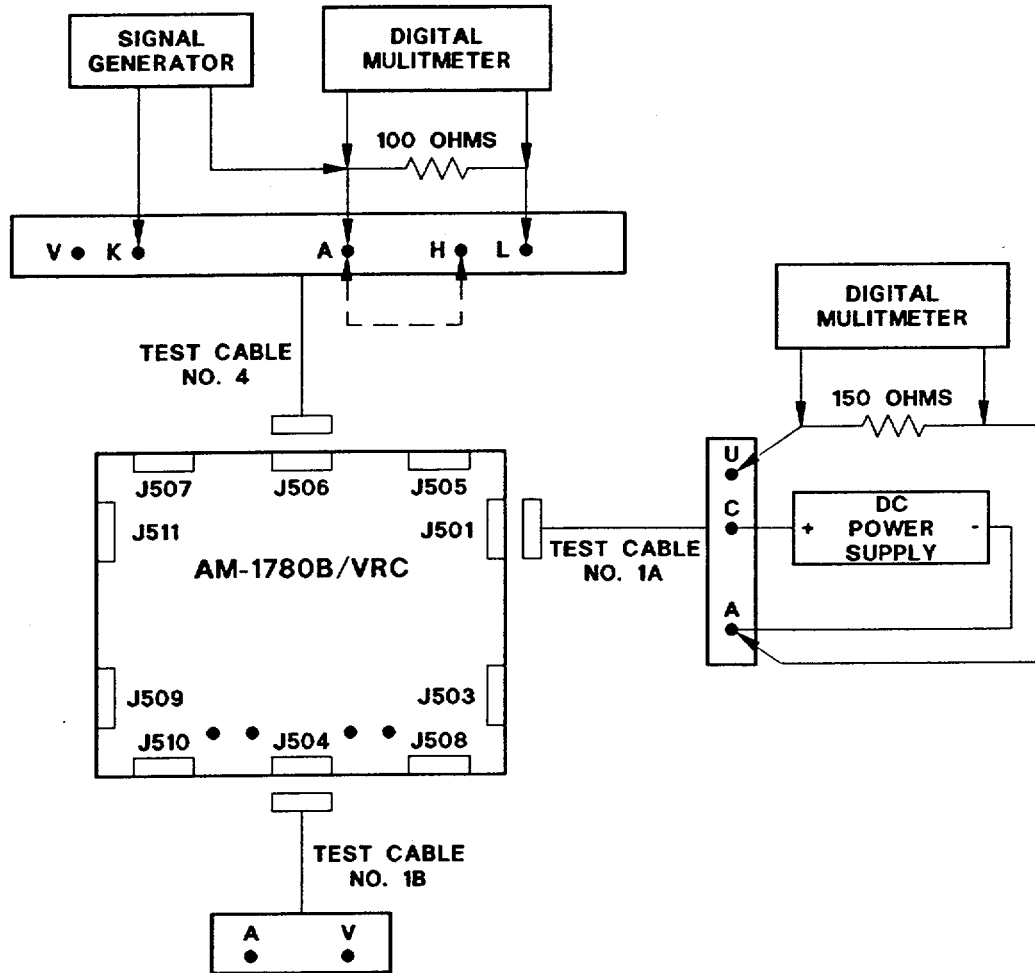 SIGNAL
GENERATOR
DIGITAL
MULITMETER
100 OHMS
V K A H L
TEST CABLE
NO. 4
DIGITAL
MULITMETER
150 OHMS
U
C
+ DC -
POWER
SUPPLY
A
TEST CABLE
NO. 1A
J507 J506 J505
J511 J501
AM-1780B/VRC
J509 J503
J510 J504 J508
TEST CABLE
NO. 1B
A V